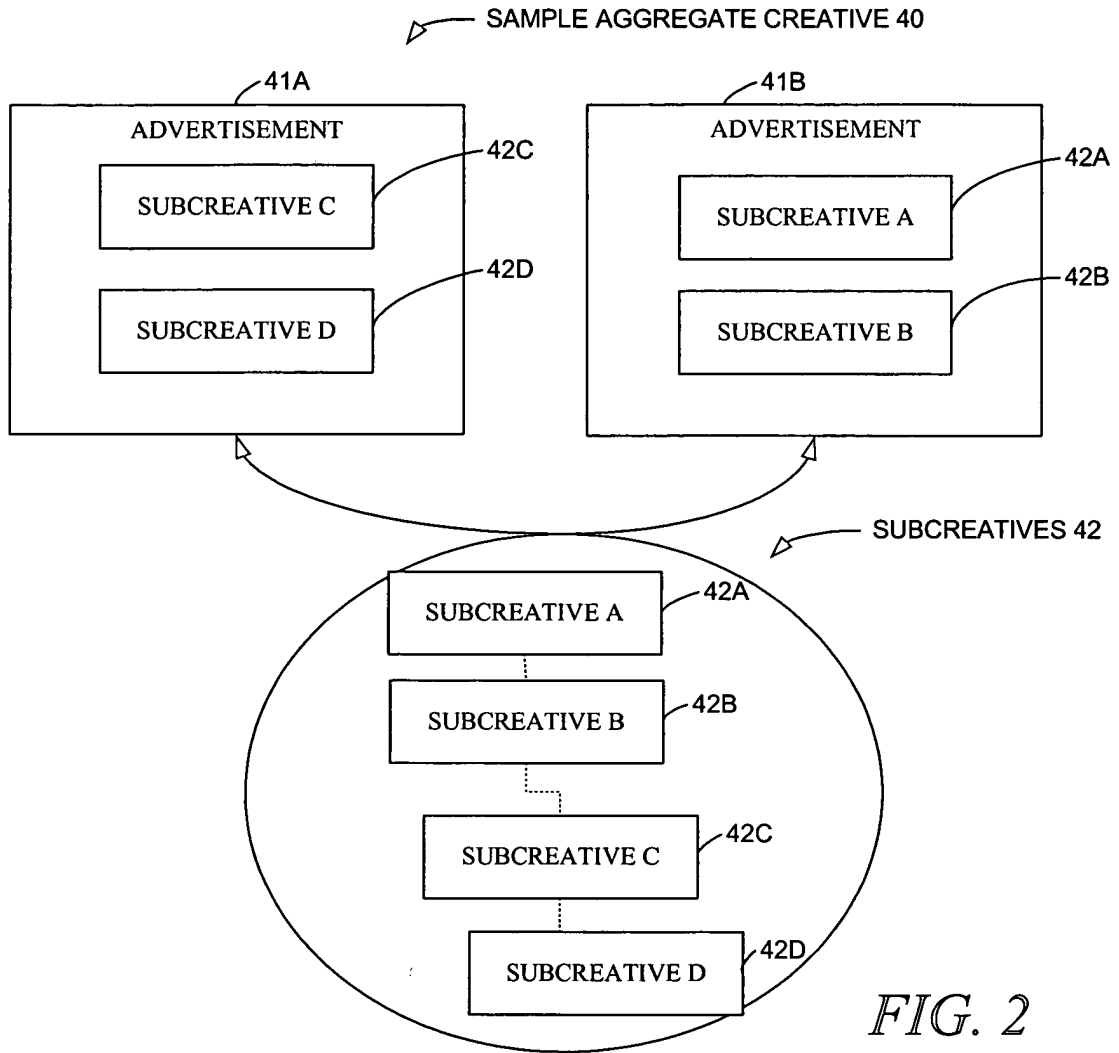 SAMPLE AGGREGATE CREATIVE 40
41A
ADVERTISEMENT
42C
SUBCREATIVE C
42D
SUBCREATIVE D
41B
ADVERTISEMENT
42A
SUBCREATIVE A
42B
SUBCREATIVE B
SUBCREATIVES 42
42A
SUBCREATIVE A
42B
SUBCREATIVE B
42C
SUBCREATIVE C
42D
SUBCREATIVE D
FIG. 2